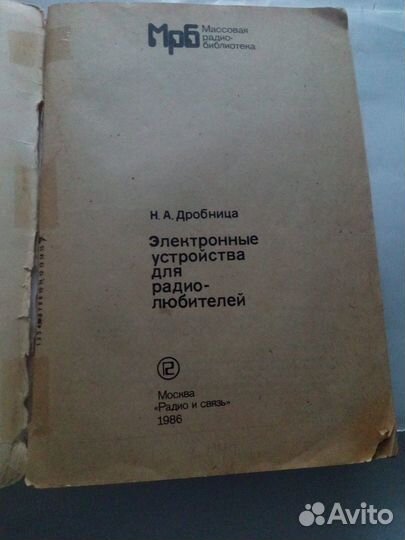 МРБ Массовая
радио-
библиотека
Н. А. Дробница
Электронные
устройства
для
радио-
любителей
Москва
«Радио и связь»
1986
Avito